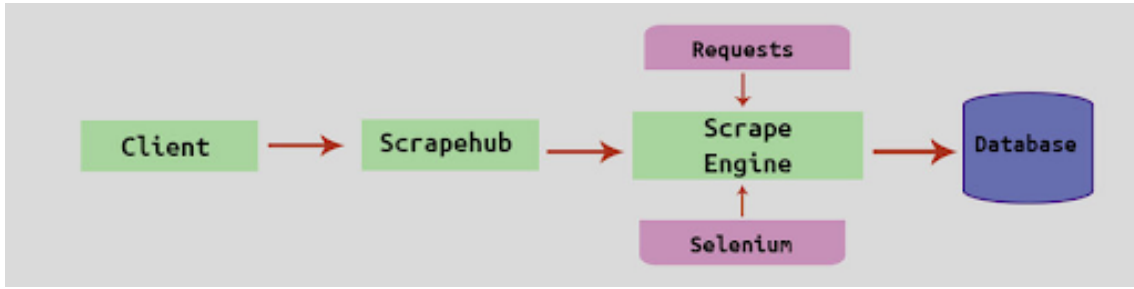 Requests
Client
Scrapehub
Scrape
Engine
Database
Selenium